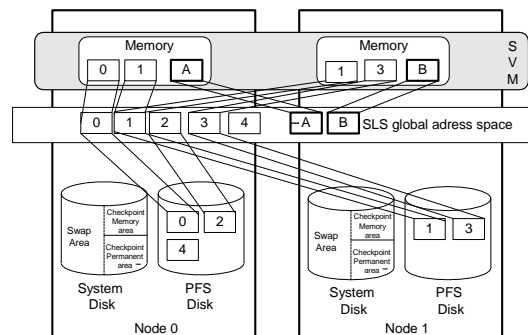 Memory
Memory
S
V
M
0 1 A
1 3 B
0 1 2 3 4 A B SLS global adress space
Swap
Area
Checkpoint
Memory
area
Checkpoint
Permanent
area
0 2
4
Swap
Area
Checkpoint
Memory
area
Checkpoint
Permanent
area
1 3
System
Disk
PFS
Disk
System
Disk
PFS
Disk
Node 0
Node 1